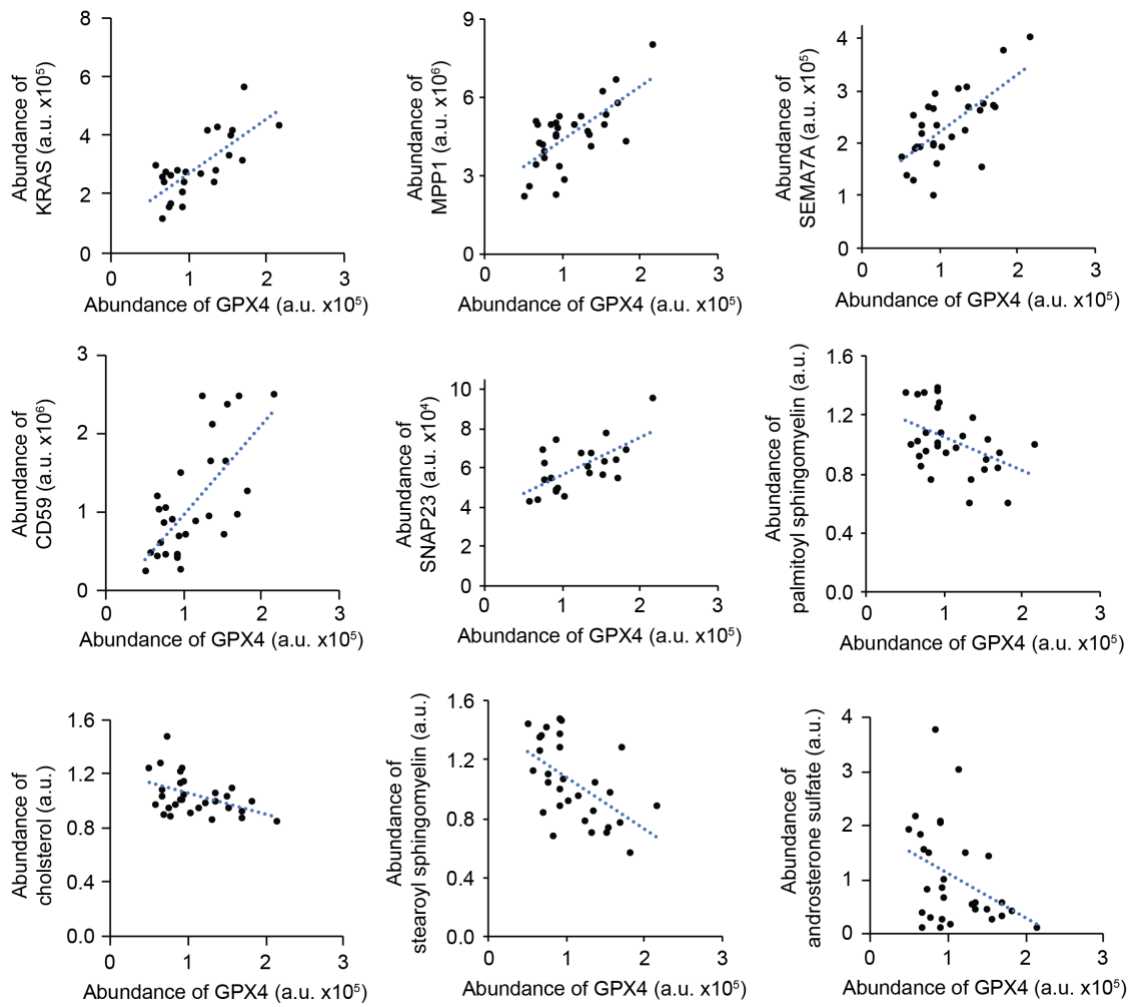 Abundance of
KRAS (a.u. x10⁵)
8
6
4
2
0
0 1 2 3
Abundance of GPX4 (a.u. x10⁵)
Abundance of
MPP1 (a.u. x10⁶)
9
6
3
0
0 1 2 3
Abundance of GPX4 (a.u. x10⁵)
Abundance of
SEMA7A (a.u. x10⁵)
4
3
2
1
0
0 1 2 3
Abundance of GPX4 (a.u. x10⁵)
Abundance of
CD59 (a.u. x10⁶)
3
2
1
0
0 1 2 3
Abundance of GPX4 (a.u. x10⁵)
Abundance of
SNAP23 (a.u. x10⁴)
10
8
6
4
2
0
0 1 2 3
Abundance of GPX4 (a.u. x10⁵)
Abundance of
palmitoyl sphingomyelin (a.u.)
1.6
1.2
0.8
0.4
0.0
0 1 2 3
Abundance of GPX4 (a.u. x10⁵)
Abundance of
cholsterol (a.u.)
1.6
1.2
0.8
0.4
0.0
0 1 2 3
Abundance of GPX4 (a.u. x10⁵)
Abundance of
stearoyl sphingomyelin (a.u.)
1.6
1.2
0.8
0.4
0.0
0 1 2 3
Abundance of GPX4 (a.u. x10⁵)
Abundance of
androsterone sulfate (a.u.)
4
3
2
1
0
0 1 2 3
Abundance of GPX4 (a.u. x10⁵)